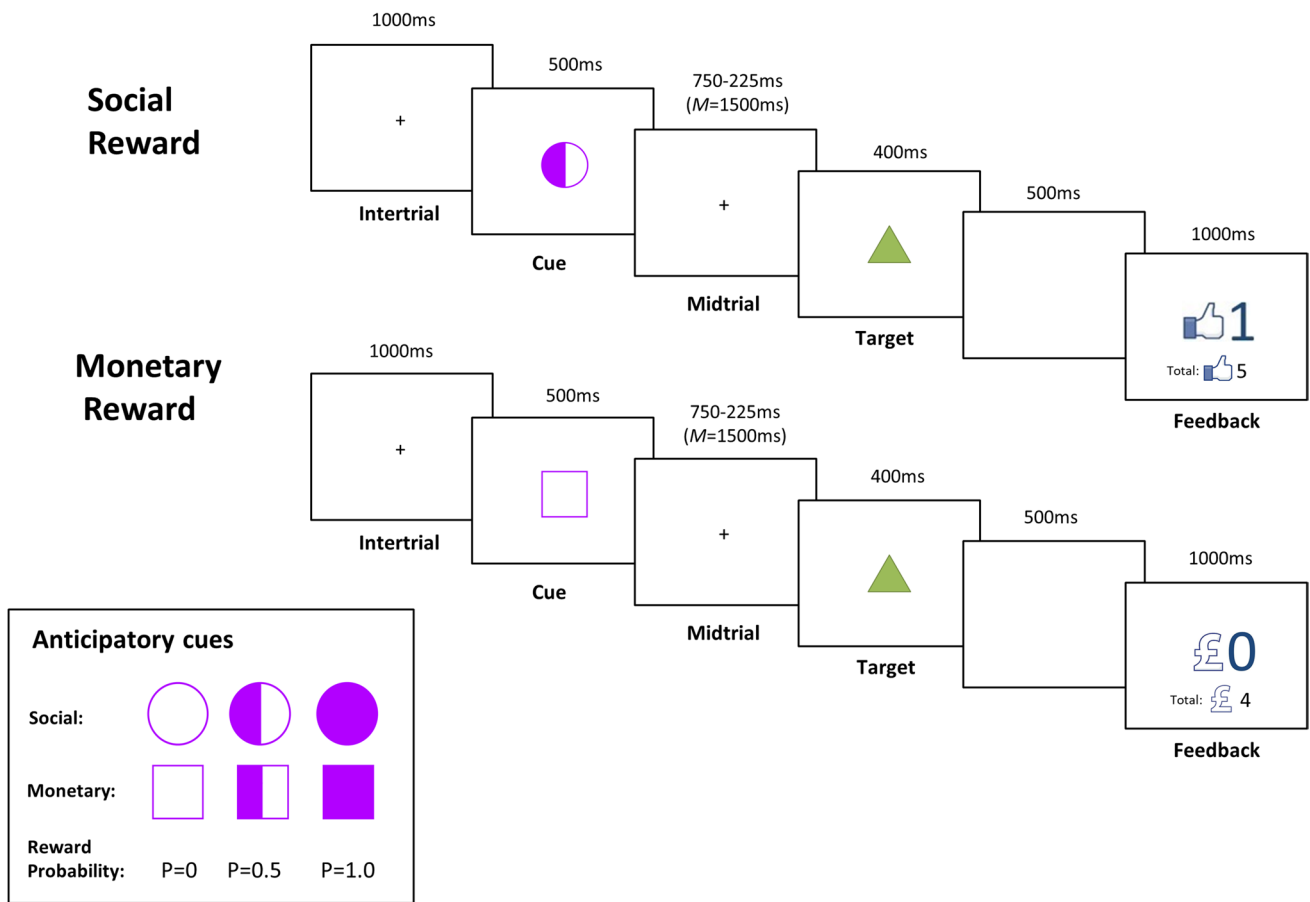 Social
Reward
1000ms
+
Intertrial
500ms
Cue
750-225ms
(M=1500ms)
+
Midtrial
400ms
Target
500ms
1000ms
1
Total: 5
Feedback
Monetary
Reward
1000ms
+
Intertrial
500ms
Cue
750-225ms
(M=1500ms)
+
Midtrial
400ms
Target
500ms
1000ms
£0
Total: £ 4
Feedback
Anticipatory cues
Social:
Monetary:
Reward
Probability: P=0 P=0.5 P=1.0